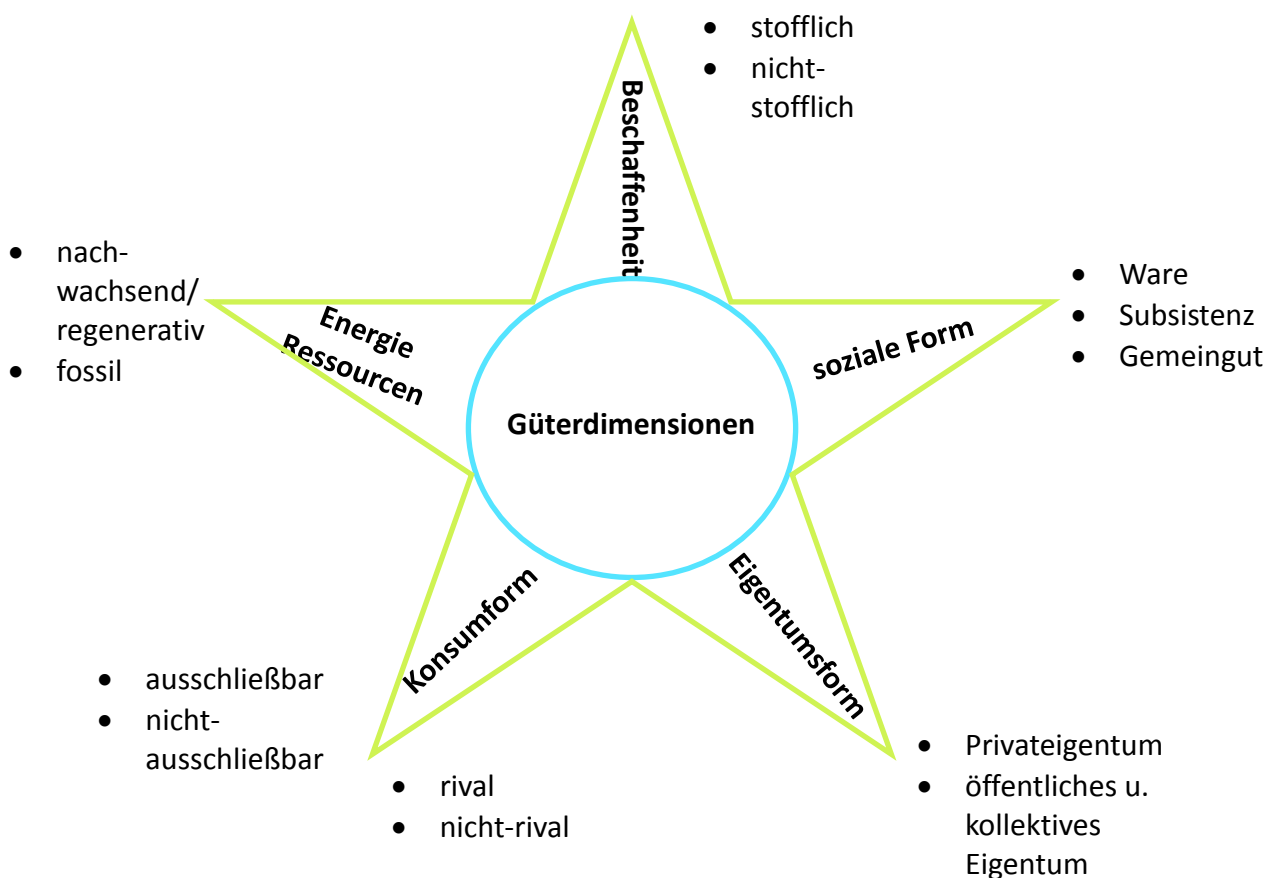 • stofflich
• nicht-
stofflich
Beschaffenheit
• nach-
wachsend/
regenerativ
• fossil
Energie
Ressourcen
soziale Form
• Ware
• Subsistenz
• Gemeingut
Güterdimensionen
Konsumform
Eigentumsform
• ausschließbar
• nicht-
ausschließbar
• rival
• nicht-rival
• Privateigentum
• öffentliches u.
kollektives
Eigentum